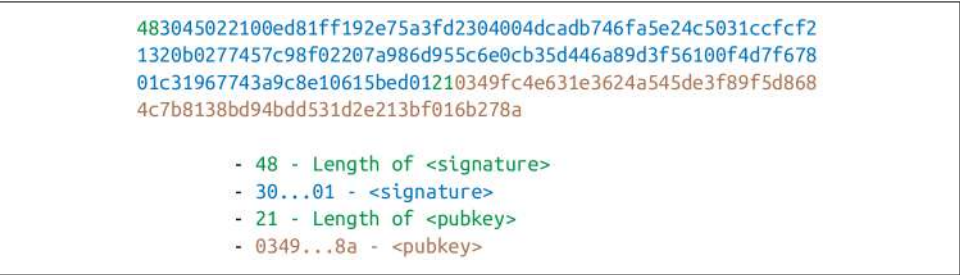 483045022100ed81ff192e75a3fd2304004dcadb746fa5e24c5031ccfcf2
1320b0277457c98f02207a986d955c6e0cb35d446a89d3f56100f4d7f678
01c31967743a9c8e10615bed01210349fc4e631e3624a545de3f89f5d868
4c7b8138bd94bdd531d2e213bf016b278a
- 48 - Length of <signature>
- 30...01 - <signature>
- 21 - Length of <pubkey>
- 0349...8a - <pubkey>